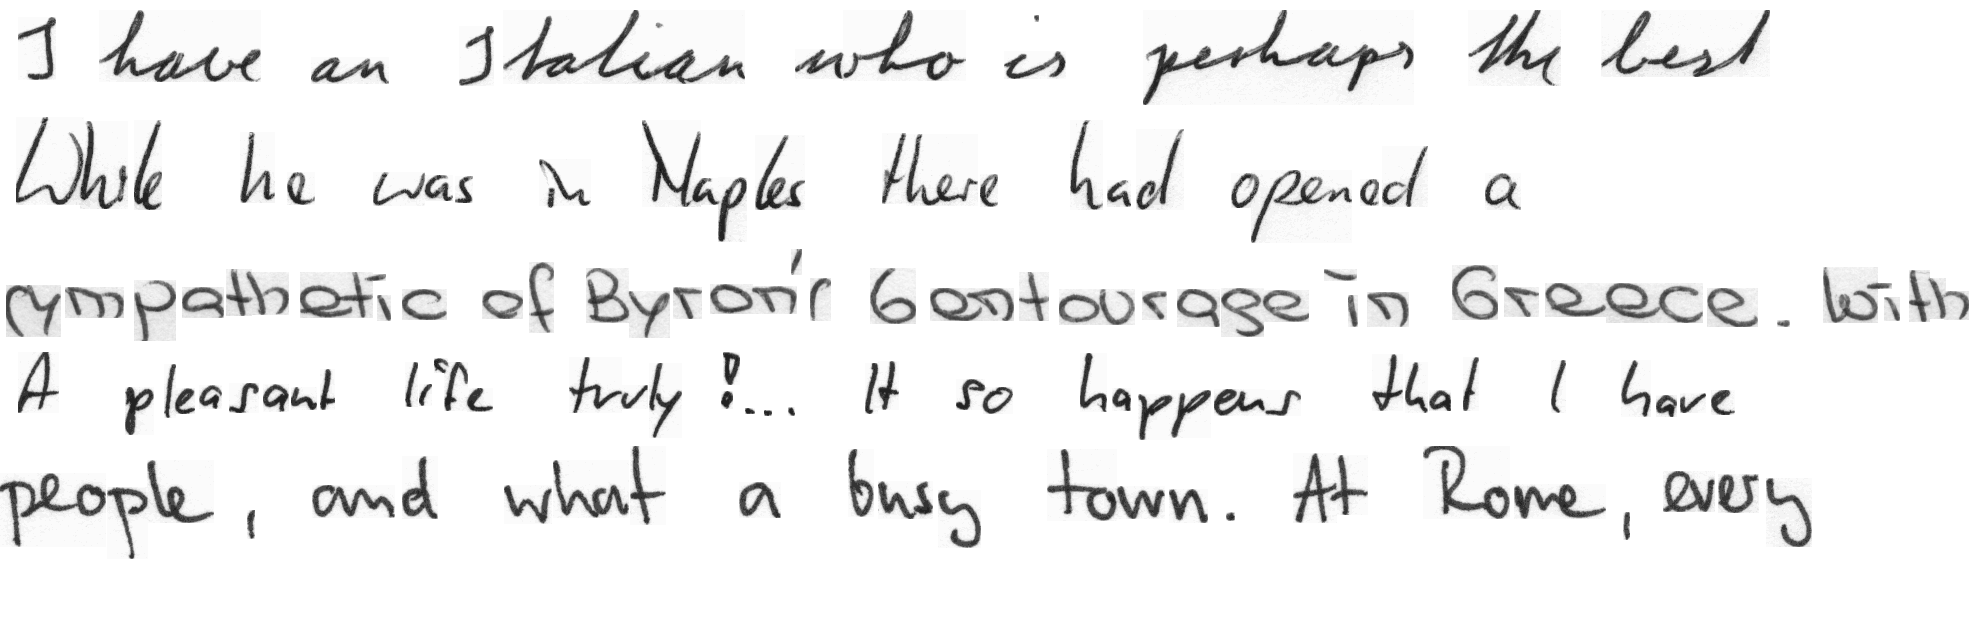 I have an Italian who is perhaps the best
While he was in Naples there had opened a
sympathetic of Byron's Gentourage in Greece. With
A pleasant life truly!... It so happens that I have
people, and what a busy town. At Rome, every